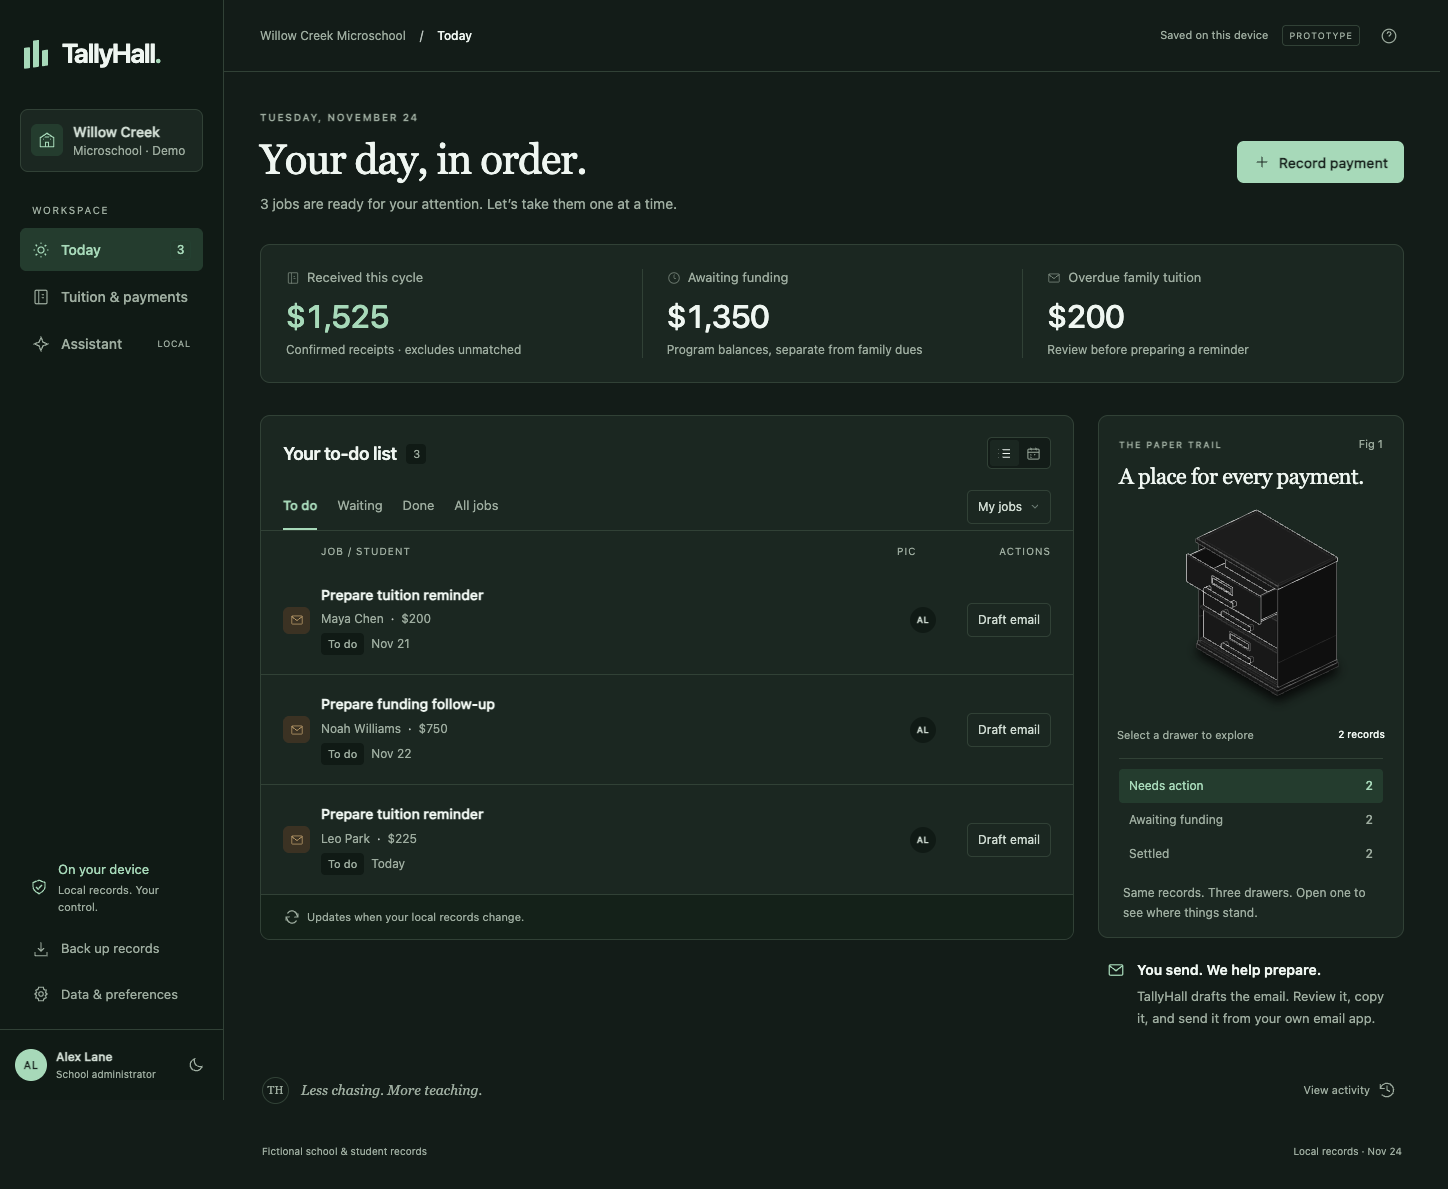 TallyHall.
Willow Creek
Microschool · Demo
WORKSPACE
Today 3
Tuition & payments
Assistant LOCAL
On your device
Local records. Your
control.
Back up records
Data & preferences
AL
Alex Lane
School administrator
Willow Creek Microschool / Today
Saved on this device PROTOTYPE
TUESDAY, NOVEMBER 24
Your day, in order.
3 jobs are ready for your attention. Let’s take them one at a time.
Record payment
Received this cycle
$1,525
Confirmed receipts · excludes unmatched
Awaiting funding
$1,350
Program balances, separate from family dues
Overdue family tuition
$200
Review before preparing a reminder
Your to-do list 3
To do Waiting Done All jobs My jobs
JOB / STUDENT PIC ACTIONS
Prepare tuition reminder
Maya Chen · $200
To do Nov 21
AL
Draft email
Prepare funding follow-up
Noah Williams · $750
To do Nov 22
AL
Draft email
Prepare tuition reminder
Leo Park · $225
To do Today
AL
Draft email
Updates when your local records change.
THE PAPER TRAIL Fig 1
A place for every payment.
Select a drawer to explore 2 records
Needs action 2
Awaiting funding 2
Settled 2
Same records. Three drawers. Open one to
see where things stand.
You send. We help prepare.
TallyHall drafts the email. Review it, copy
it, and send it from your own email app.
TH Less chasing. More teaching.
View activity
Fictional school & student records
Local records · Nov 24